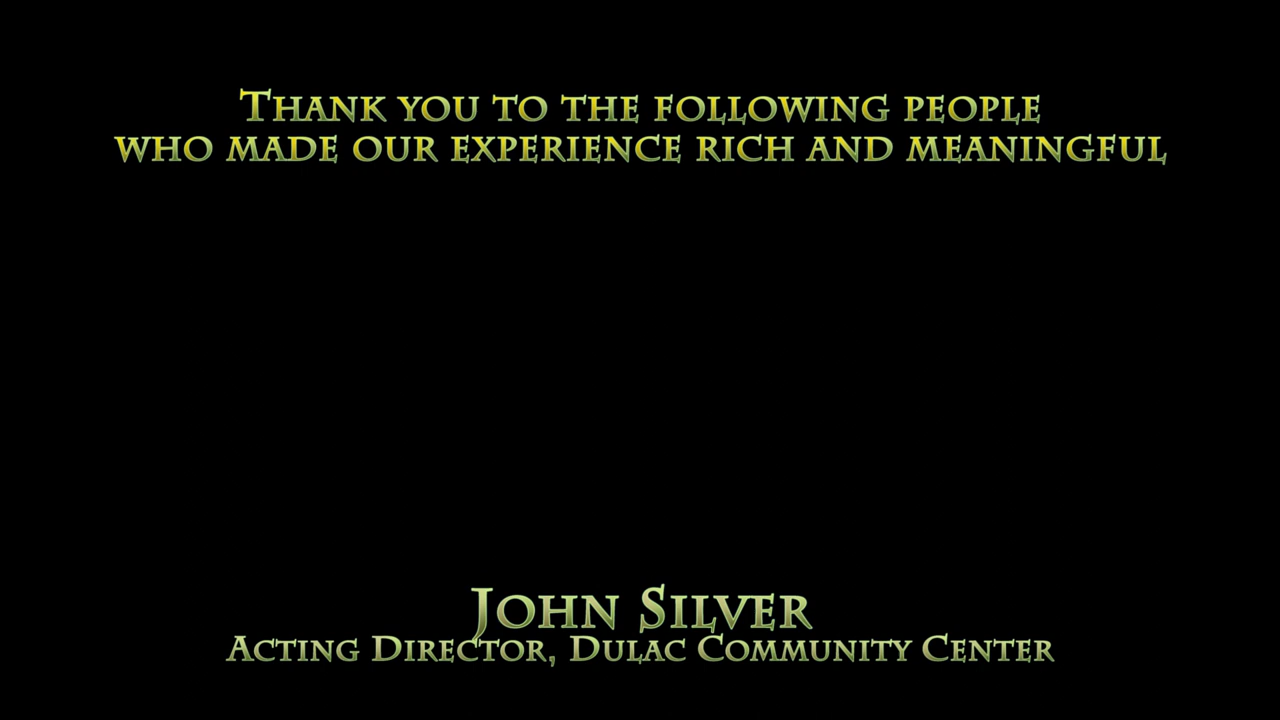 Thank you to the following people
who made our experience rich and meaningful
John Silver
Acting Director, Dulac Community Center